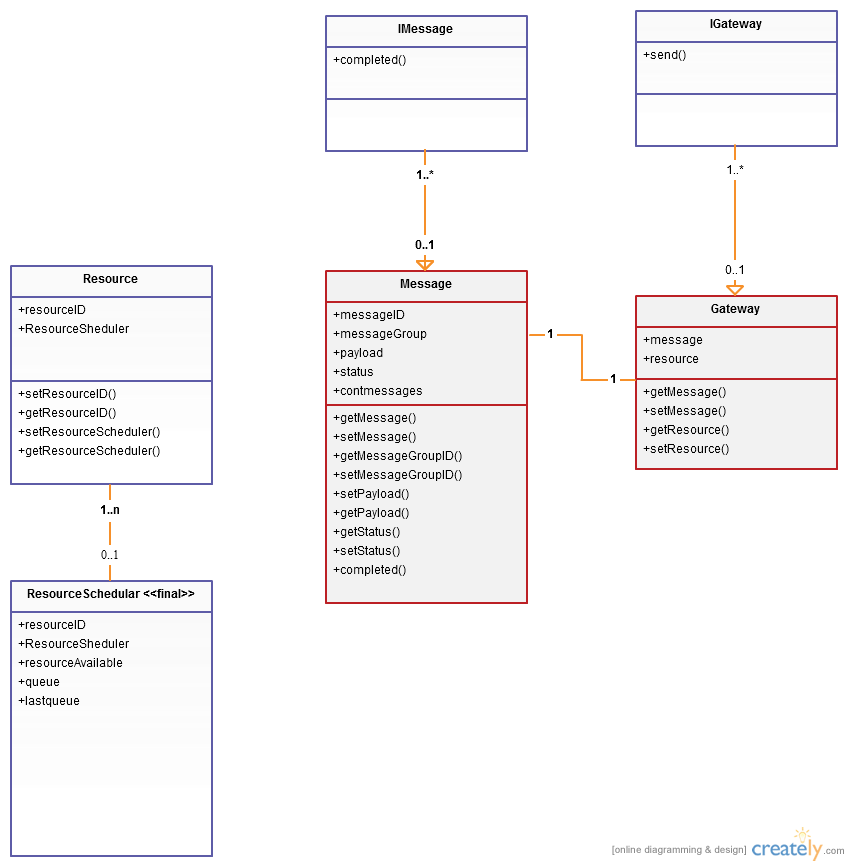 IMessage
+completed()
1..*
0..1
IGateway
+send()
1..*
0..1
Resource
+resourceID
+ResourceSheduler
+setResourceID()
+getResourceID()
+setResourceScheduler()
+getResourceScheduler()
1..n
0..1
ResourceSchedular <<final>>
+resourceID
+ResourceSheduler
+resourceAvailable
+queue
+lastqueue
Message
+messageID
+messageGroup
+payload
+status
+contmessages
+getMessage()
+setMessage()
+getMessageGroupID()
+setMessageGroupID()
+setPayload()
+getPayload()
+getStatus()
+setStatus()
+completed()
1
1
Gateway
+message
+resource
+getMessage()
+setMessage()
+getResource()
+setResource()
[online diagramming & design] creately.com